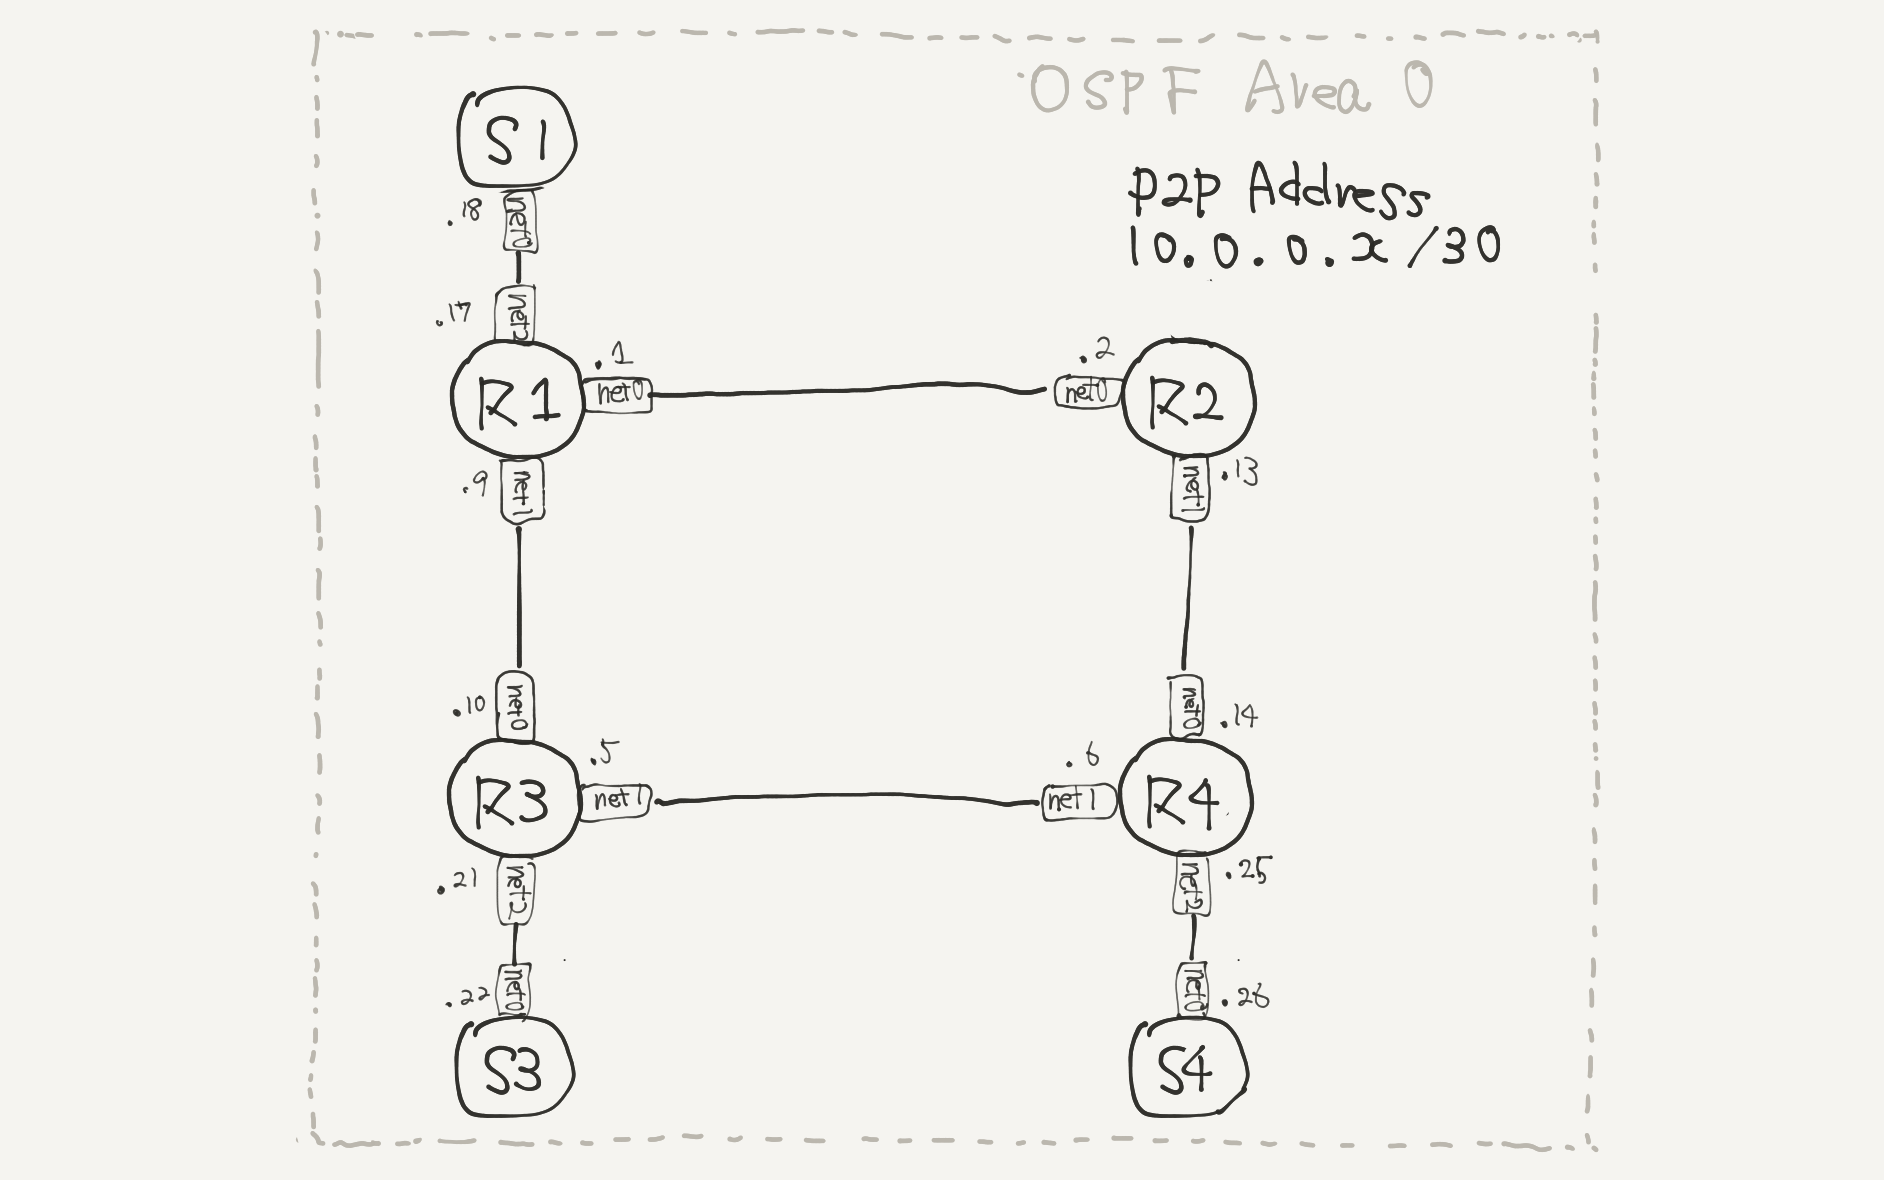 OSPF Area 0
P2P Address
10.0.0.x/30
S1
.18
net0
.17
net2
R1
.1
net0
.2
net0
R2
.9
net1
.13
net1
.10
net0
.14
net0
R3
.5
net1
.6
net1
R4
.21
net2
.25
net2
.22
net0
.26
net0
S3
S4